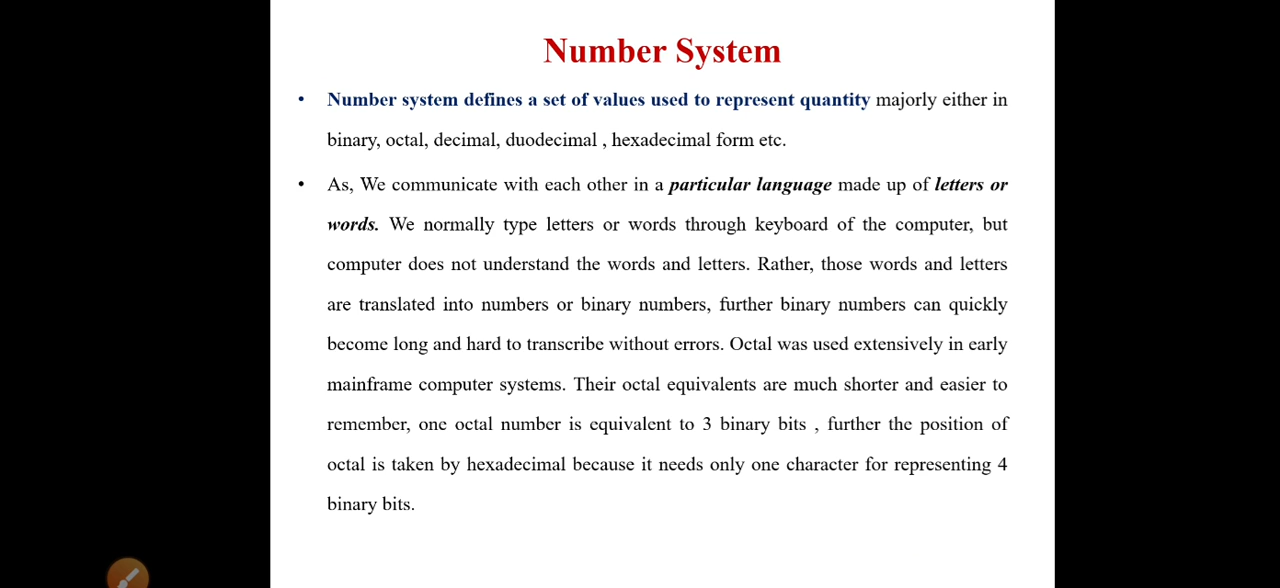 Number System
• Number system defines a set of values used to represent quantity majorly either in
binary, octal, decimal, duodecimal , hexadecimal form etc.
• As, We communicate with each other in a particular language made up of letters or
words. We normally type letters or words through keyboard of the computer, but
computer does not understand the words and letters. Rather, those words and letters
are translated into numbers or binary numbers, further binary numbers can quickly
become long and hard to transcribe without errors. Octal was used extensively in early
mainframe computer systems. Their octal equivalents are much shorter and easier to
remember, one octal number is equivalent to 3 binary bits , further the position of
octal is taken by hexadecimal because it needs only one character for representing 4
binary bits.